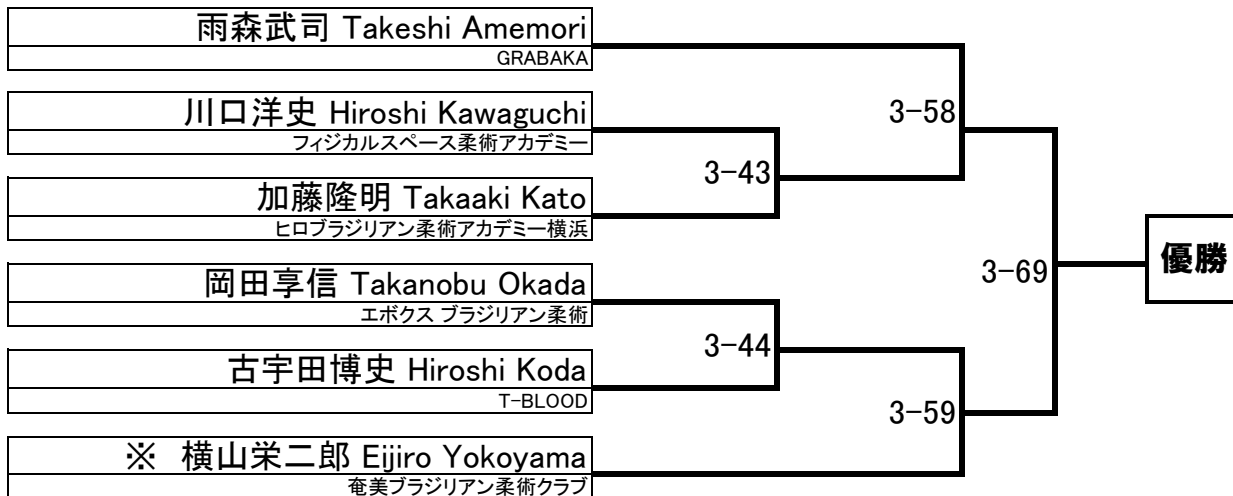 雨森武司 Takeshi Amemori
GRABAKA
川口洋史 Hiroshi Kawaguchi
フィジカルスペース柔術アカデミー
加藤隆明 Takaaki Kato
ヒロブラジリアン柔術アカデミー横浜
岡田享信 Takanobu Okada
エポクス ブラジリアン柔術
古宇田博史 Hiroshi Koda
T-BLOOD
※ 横山栄二郎 Eijiro Yokoyama
奄美ブラジリアン柔術クラブ
3-43
3-44
3-58
3-59
3-69
優勝